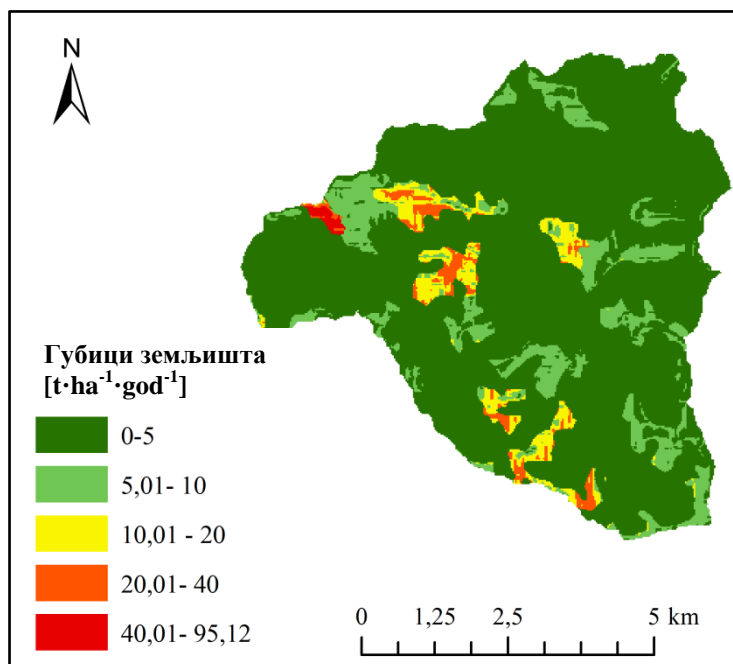 N
Губици земљишта
[t·ha⁻¹·god⁻¹]
0-5
5,01- 10
10,01 - 20
20,01- 40
40,01- 95,12
0 1,25 2,5 5 km